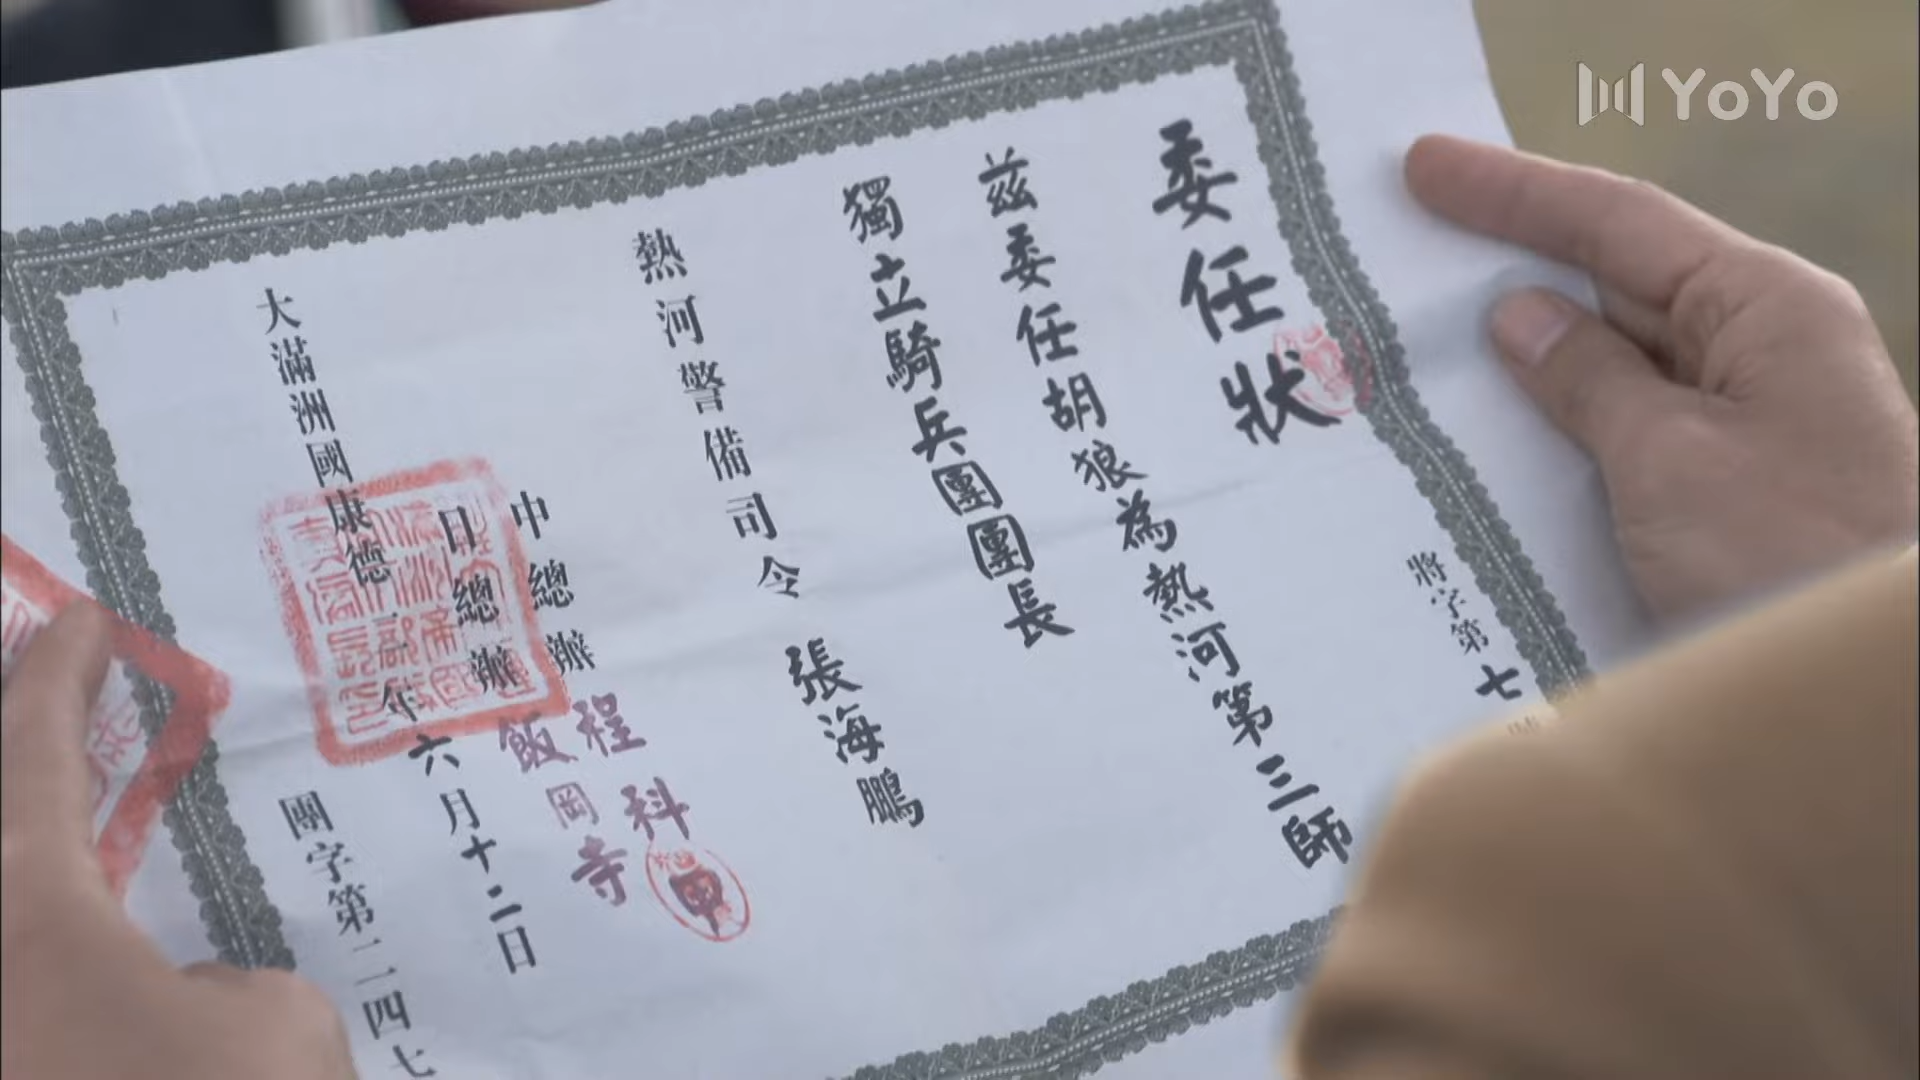 YoYo
將字第七
委任狀
茲委任胡狼為熱河第三師
獨立騎兵團團長
熱河警備司令 張海鵬
中總辦 程科甲
日總辦 飯岡寺
大滿洲國康德二年六月十二日
團字第二四七